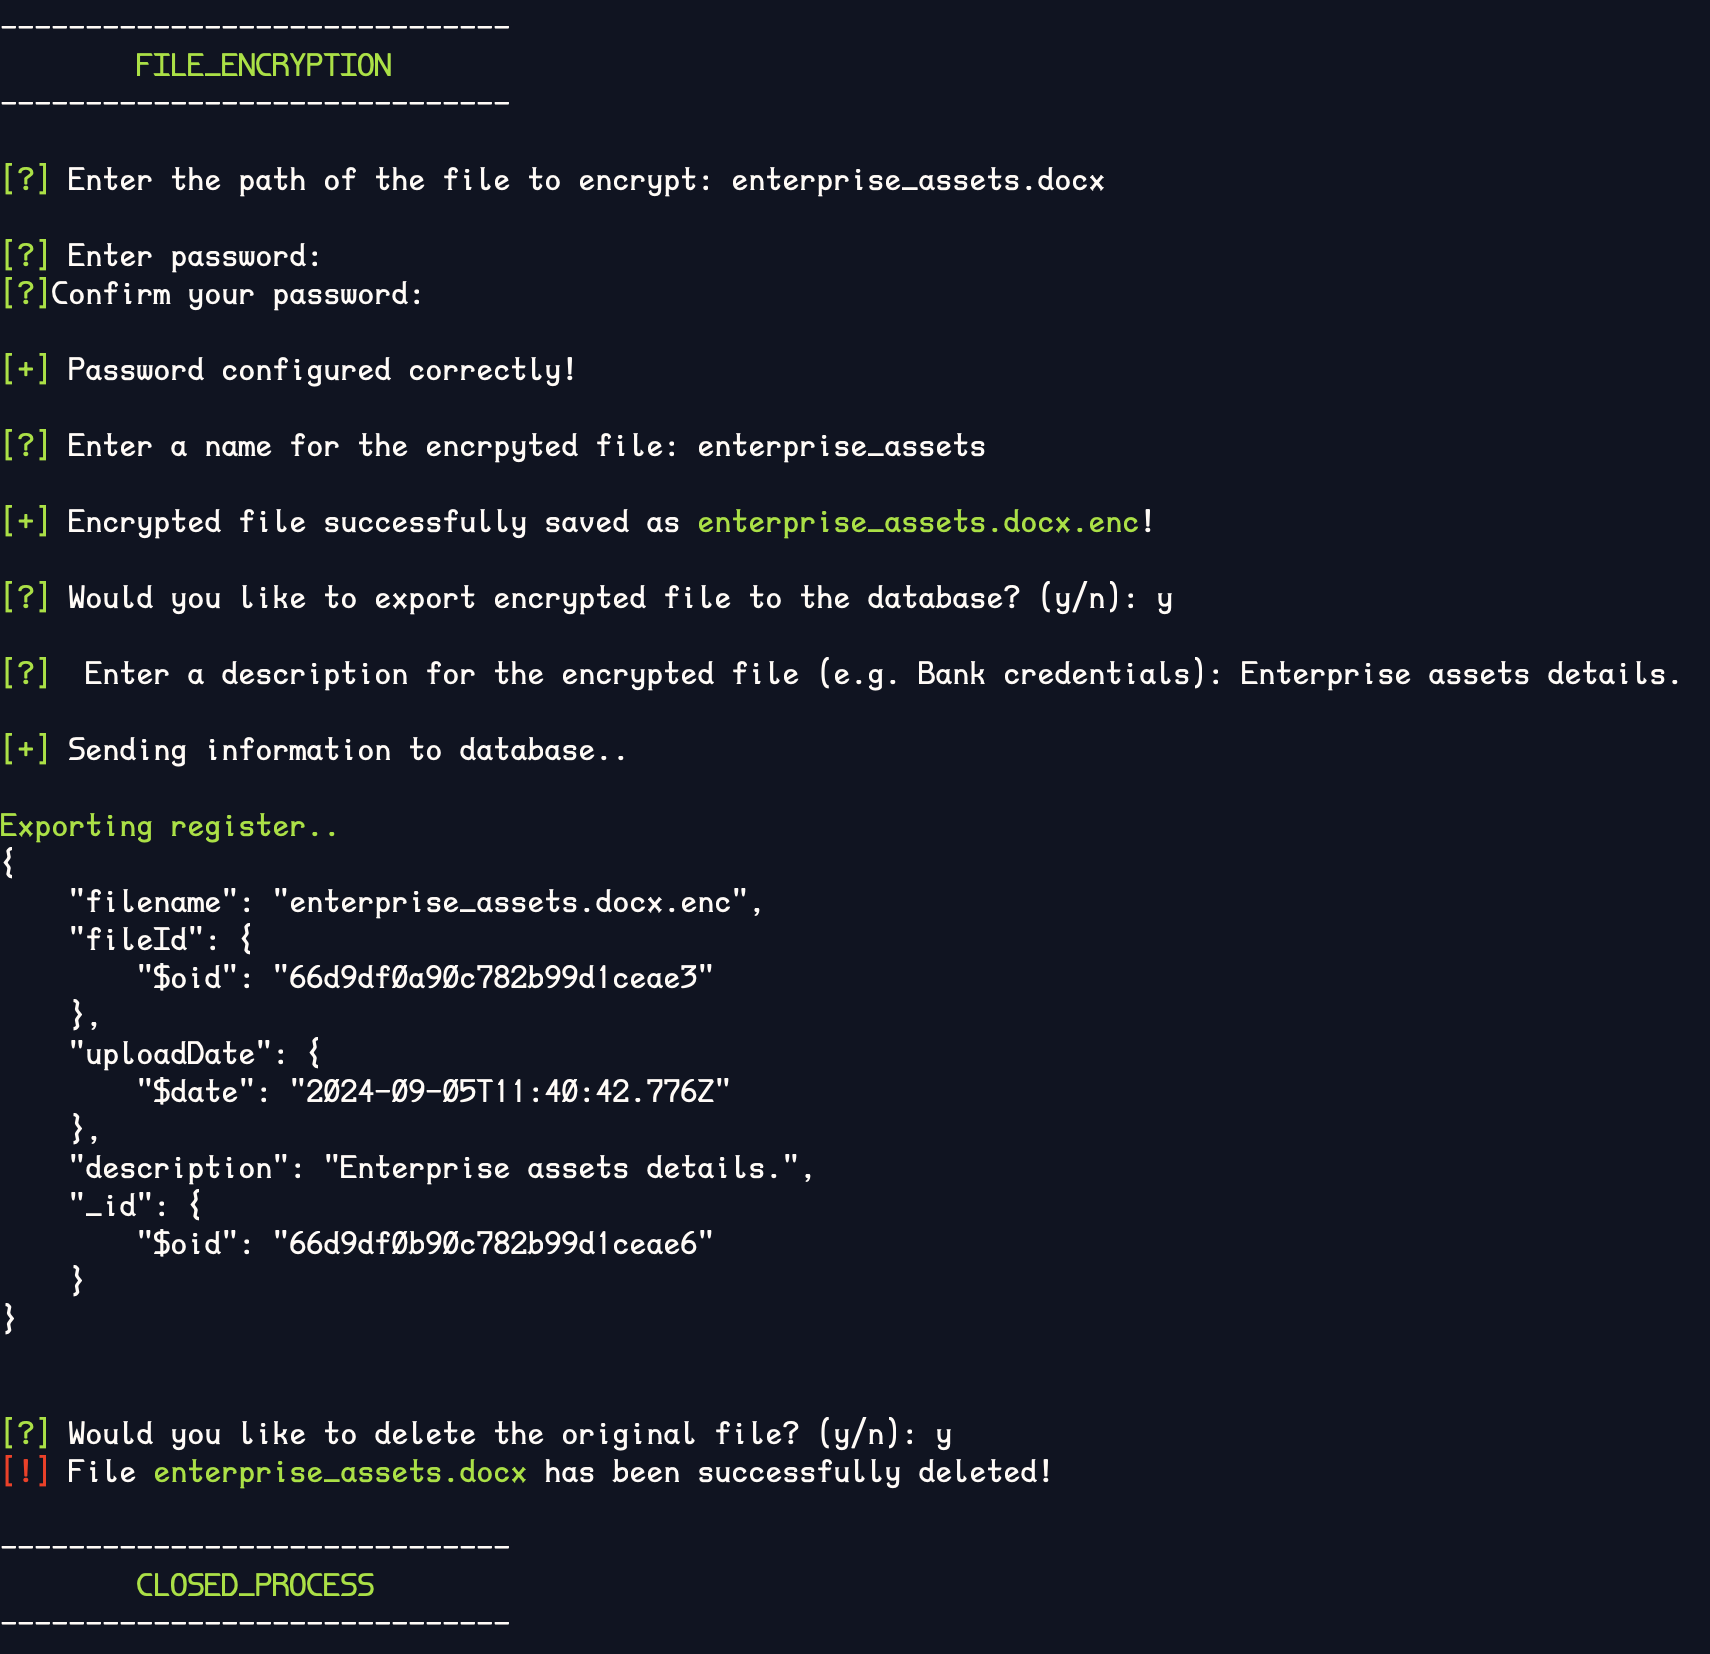 ------------------------------
FILE_ENCRYPTION
------------------------------
[?] Enter the path of the file to encrypt: enterprise_assets.docx
[?] Enter password:
[?]Confirm your password:
[+] Password configured correctly!
[?] Enter a name for the encrpyted file: enterprise_assets
[+] Encrypted file successfully saved as enterprise_assets.docx.enc!
[?] Would you like to export encrypted file to the database? (y/n): y
[?]  Enter a description for the encrypted file (e.g. Bank credentials): Enterprise assets details.
[+] Sending information to database..
Exporting register..
{
    "filename": "enterprise_assets.docx.enc",
    "fileId": {
        "$oid": "66d9df0a90c782b99d1ceae3"
    },
    "uploadDate": {
        "$date": "2024-09-05T11:40:42.776Z"
    },
    "description": "Enterprise assets details.",
    "_id": {
        "$oid": "66d9df0b90c782b99d1ceae6"
    }
}
[?] Would you like to delete the original file? (y/n): y
[!] File enterprise_assets.docx has been successfully deleted!
------------------------------
CLOSED_PROCESS
------------------------------